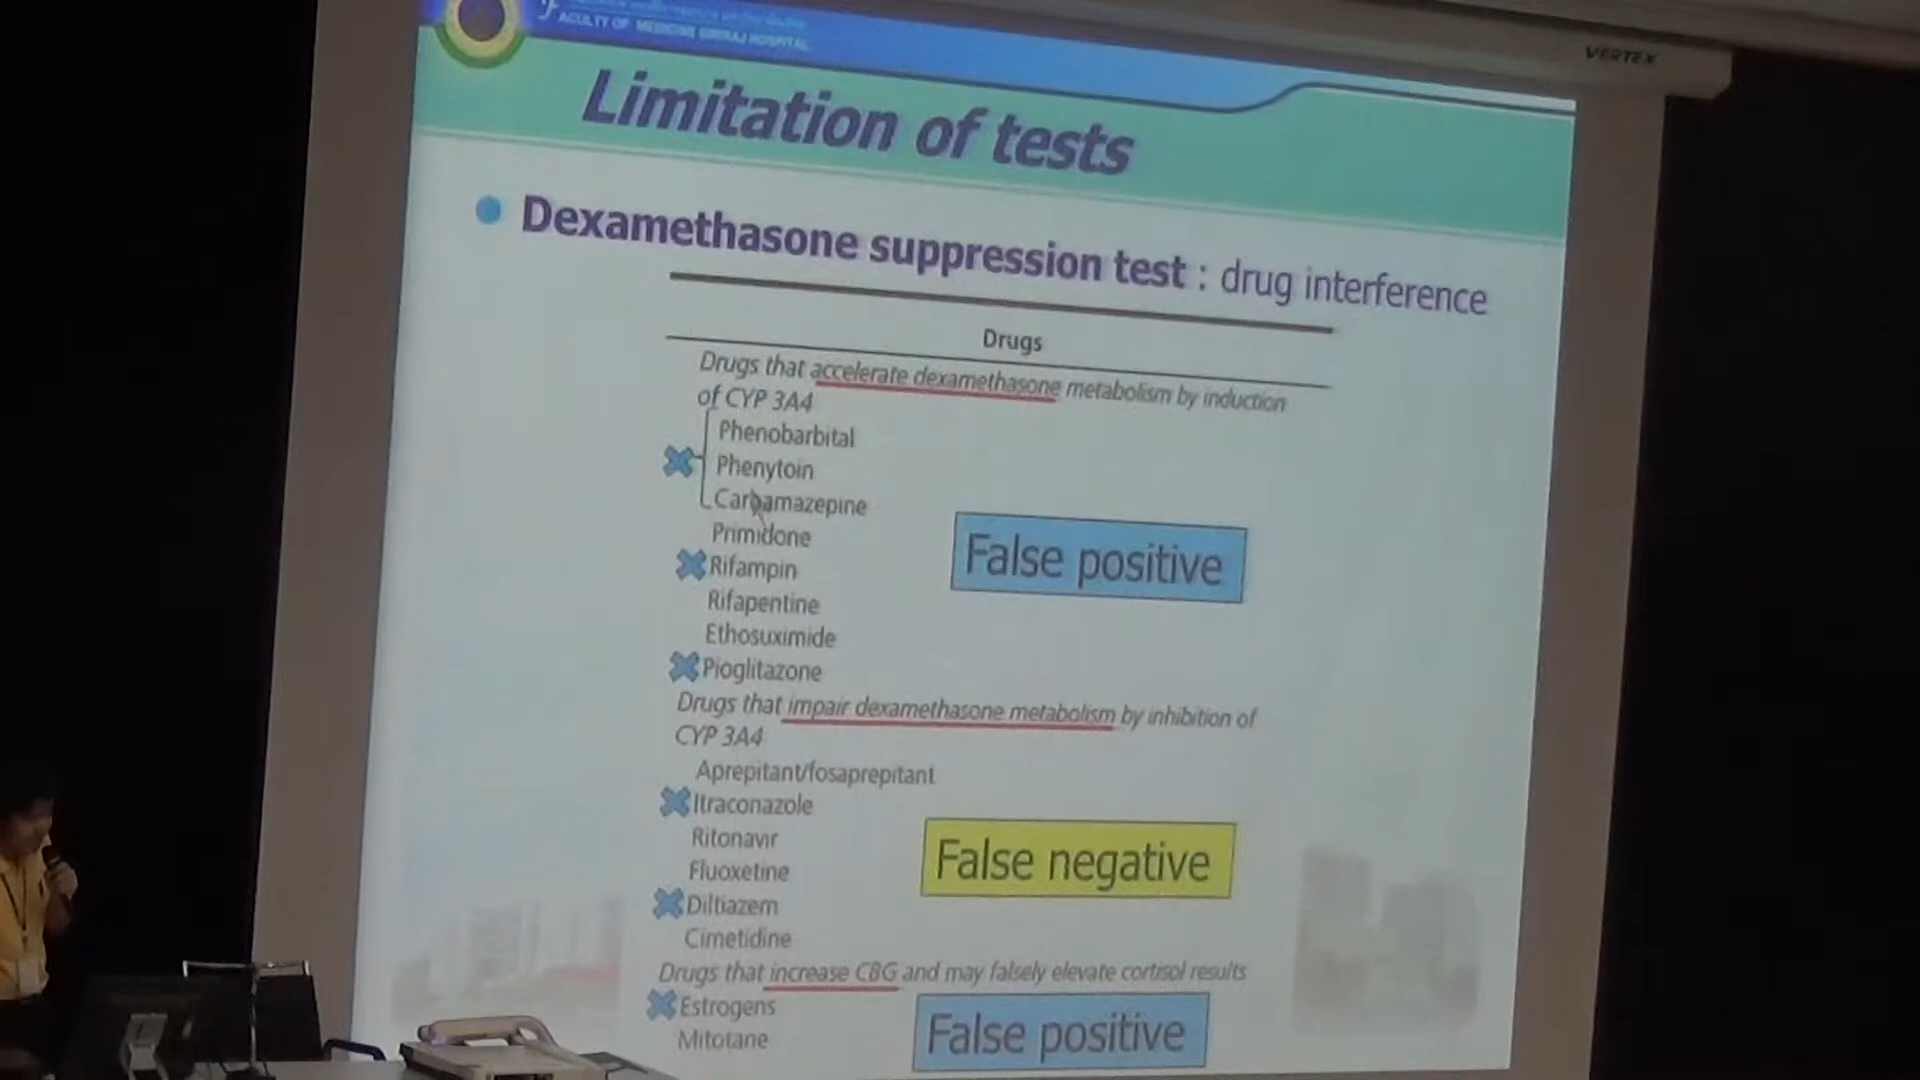 FACULTY OF MEDICINE SIRIRAJ HOSPITAL
VERTEX
Limitation of tests
Dexamethasone suppression test : drug interference
Drugs
Drugs that accelerate dexamethasone metabolism by induction
of CYP 3A4
Phenobarbital
Phenytoin
Carbamazepine
Primidone
Rifampin
Rifapentine
Ethosuximide
Pioglitazone
False positive
Drugs that impair dexamethasone metabolism by inhibition of
CYP 3A4
Aprepitant/fosaprepitant
Itraconazole
Ritonavir
Fluoxetine
Diltiazem
Cimetidine
False negative
Drugs that increase CBG and may falsely elevate cortisol results
Estrogens
Mitotane
False positive